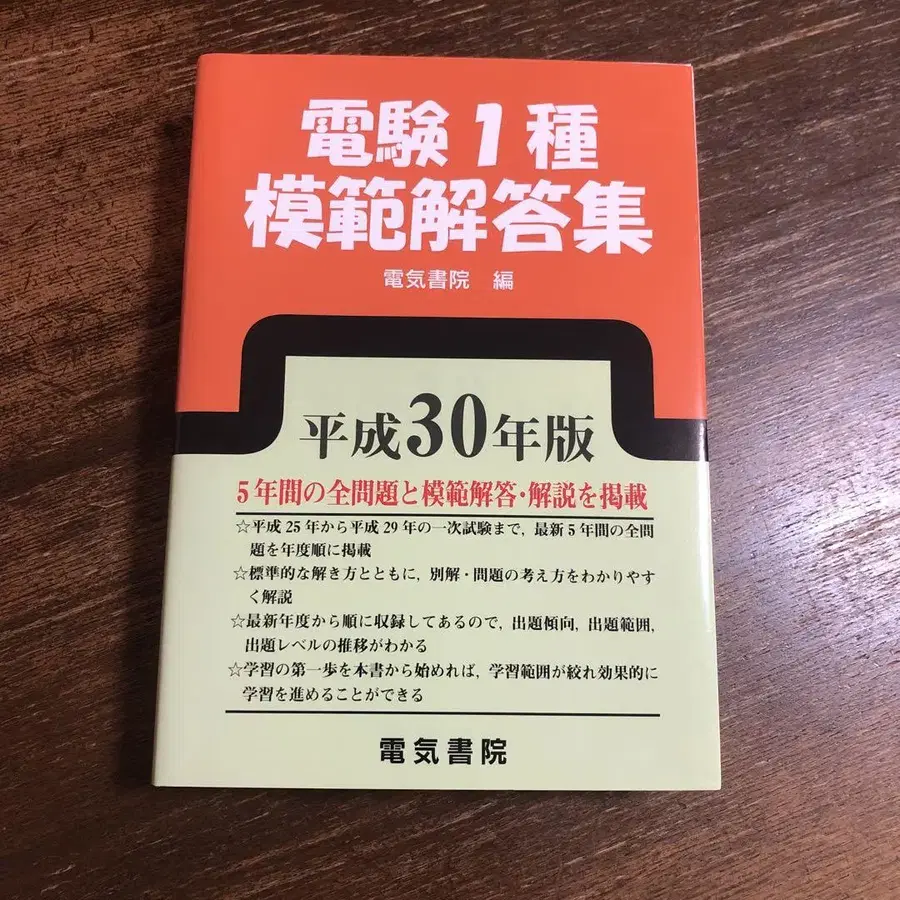 電験1種
模範解答集
電気書院 編
平成30年版
5年間の全問題と模範解答・解説を掲載
☆平成25年から平成29年の一次試験まで,最新5年間の全問
題を年度順に掲載
☆標準的な解き方とともに,別解・問題の考え方をわかりやす
く解説
☆最新年度から順に収録してあるので,出題傾向,出題範囲,
出題レベルの推移がわかる
☆学習の第一歩を本書から始めれば,学習範囲が絞れ効果的に
学習を進めることができる
電気書院